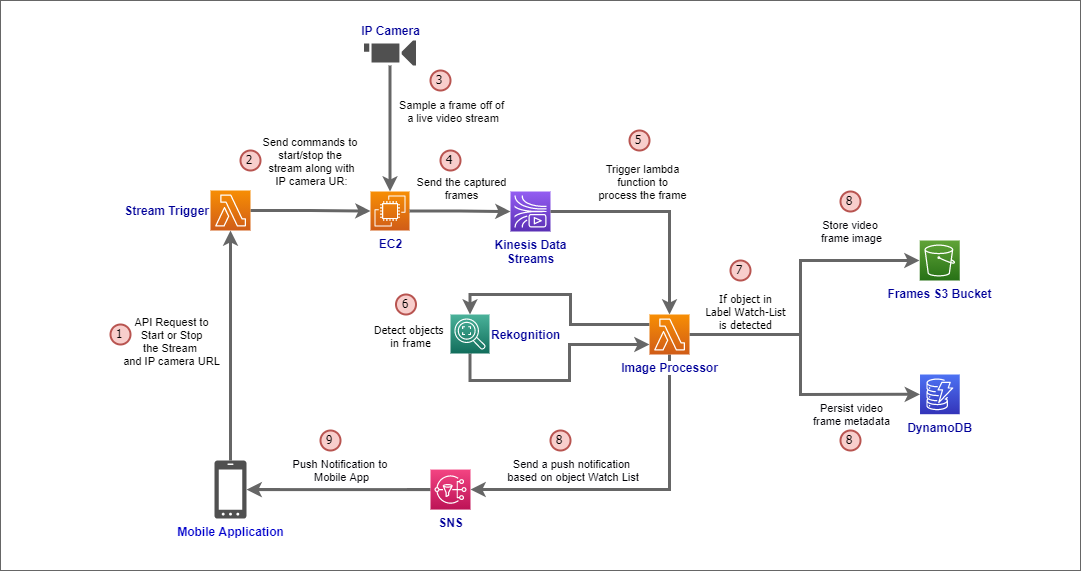 IP Camera
3
Sample a frame off of
a live video stream
2
Send commands to
start/stop the
stream along with
IP camera UR:
4
Send the captured
frames
5
Trigger lambda
function to
process the frame
Stream Trigger
EC2
Kinesis Data
Streams
8
Store video
frame image
Frames S3 Bucket
7
If object in
Label Watch-List
is detected
6
Detect objects
in frame
Rekognition
Image Processor
1
API Request to
Start or Stop
the Stream
and IP camera URL
Persist video
frame metadata
8
DynamoDB
9
Push Notification to
Mobile App
8
Send a push notification
based on object Watch List
SNS
Mobile Application